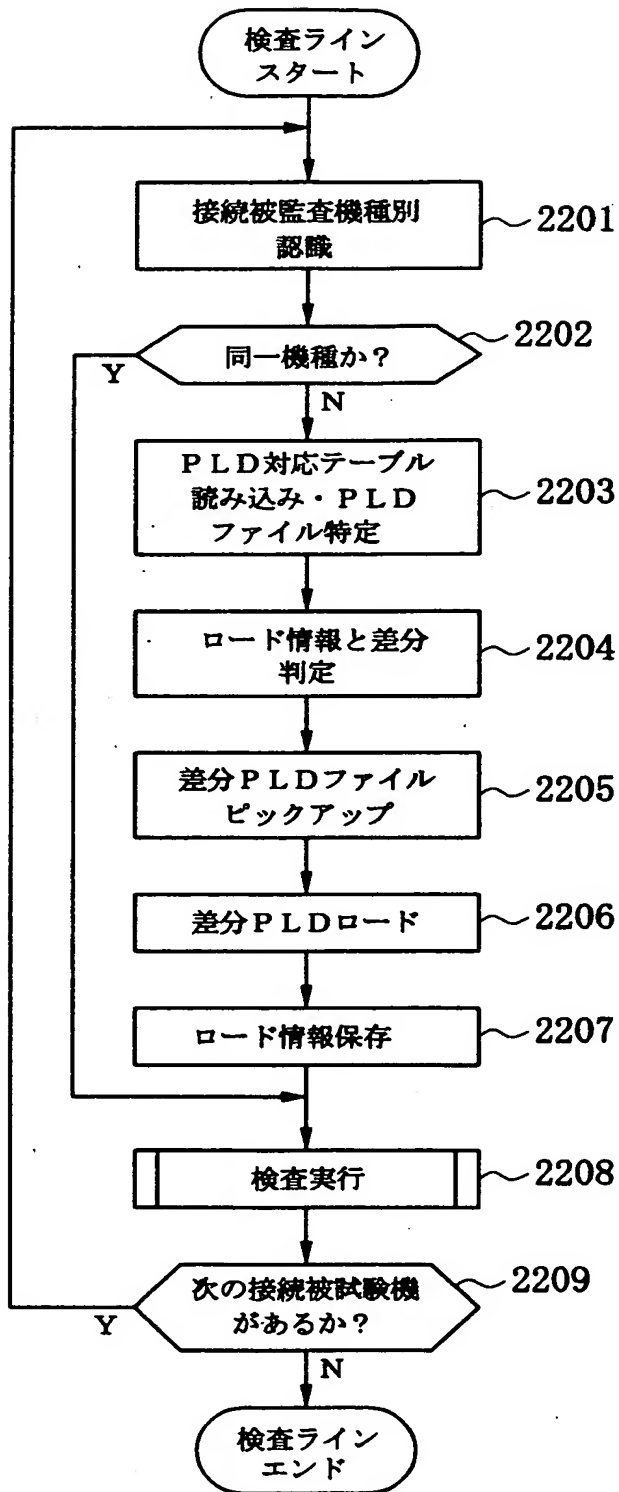 検査ライン
スタート
接続被監査機種別
認識
2201
同一機種か？
2202
Y
N
ＰＬＤ対応テーブル
読み込み・ＰＬＤ
ファイル特定
2203
ロード情報と差分
判定
2204
差分ＰＬＤファイル
ピックアップ
2205
差分ＰＬＤロード
2206
ロード情報保存
2207
検査実行
2208
次の接続被試験機
があるか？
2209
Y
N
検査ライン
エンド